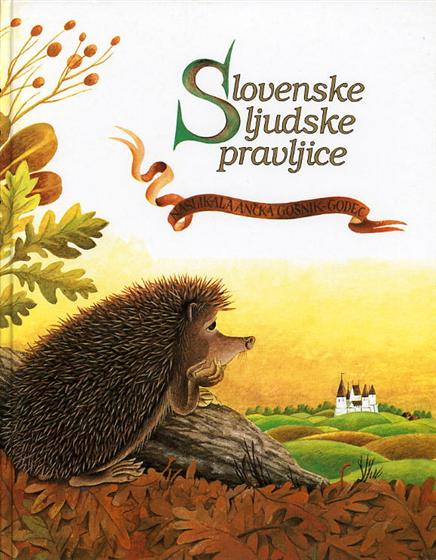 Slovenske
ljudske
pravljice
NASLIKALA ANČKA GOŠNIK-GODEC